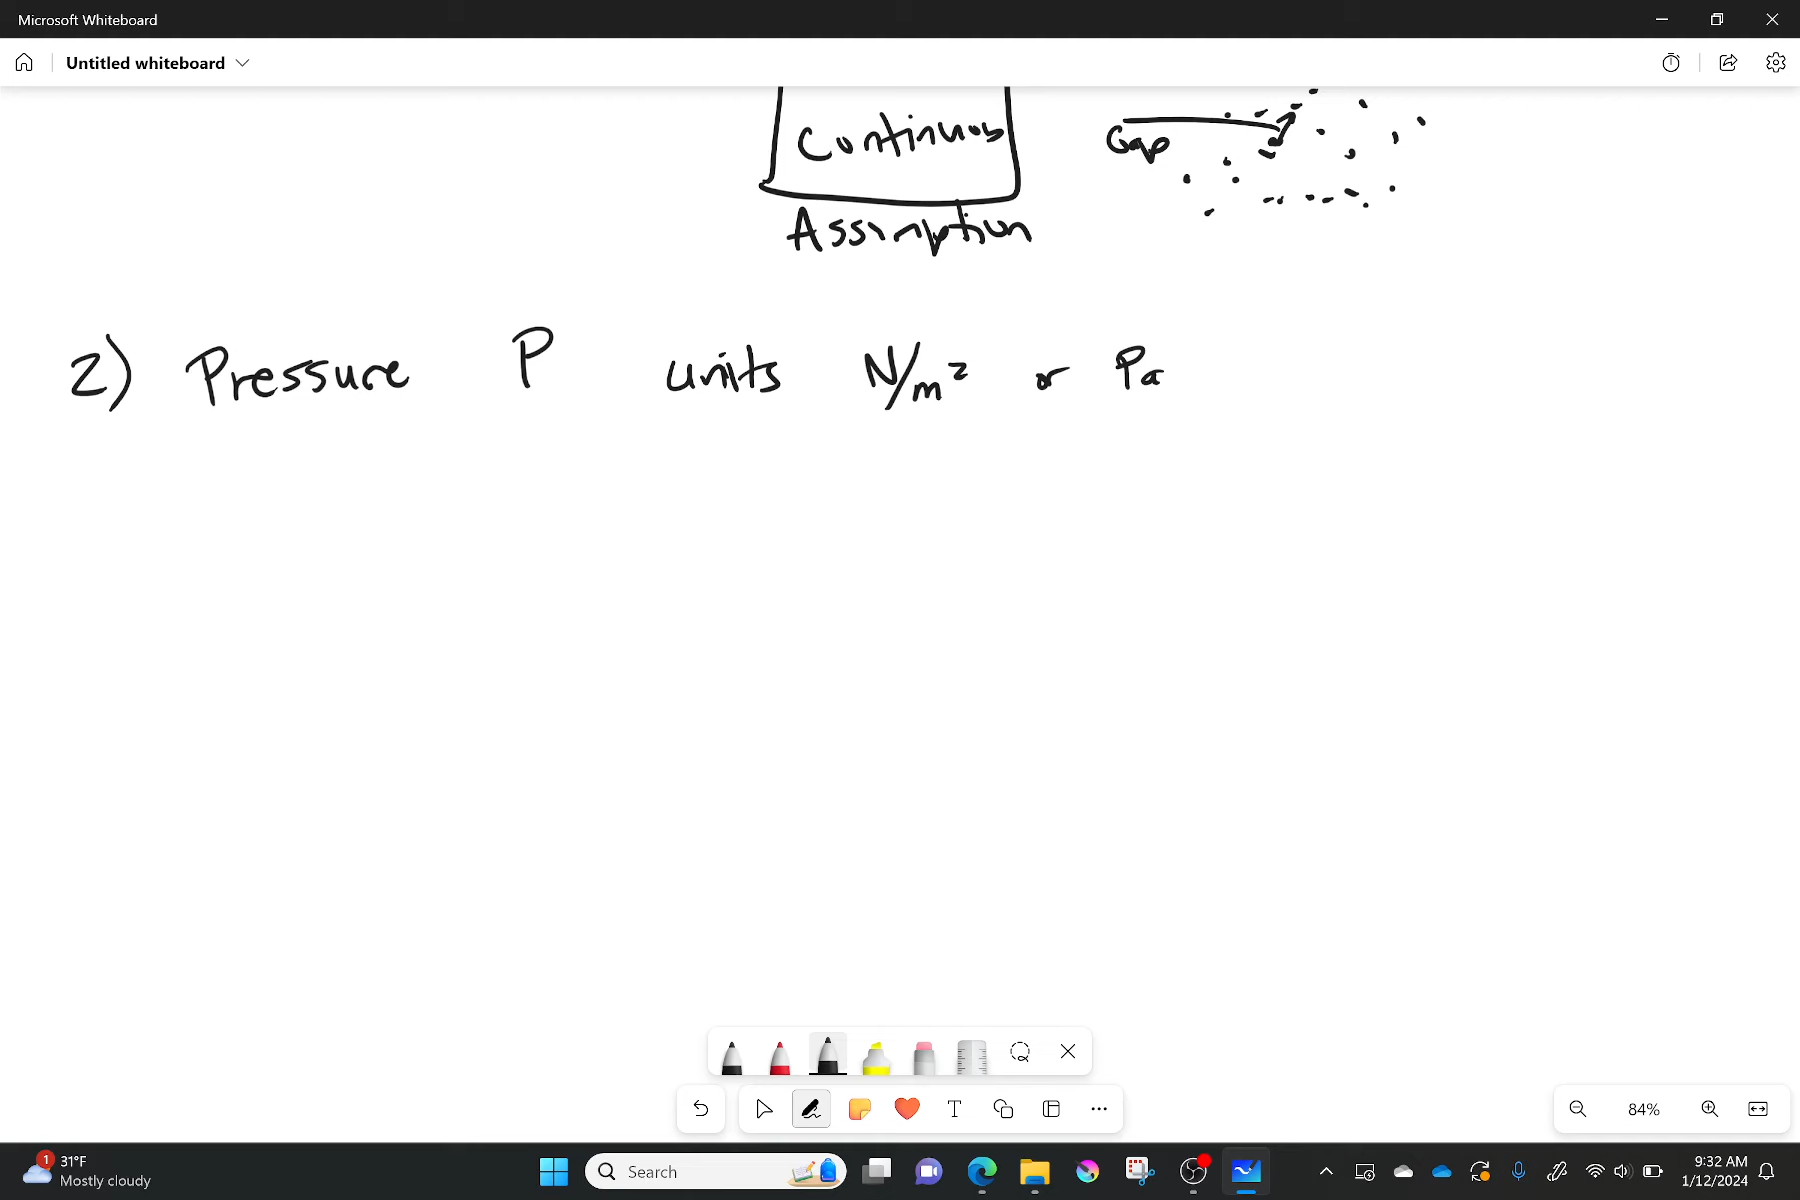 Microsoft Whiteboard
Untitled whiteboard
Continuous
Gap
Assumption
2) Pressure P units N/m² or Pa
84%
1
31°F
Mostly cloudy
Search
9:32 AM
1/12/2024